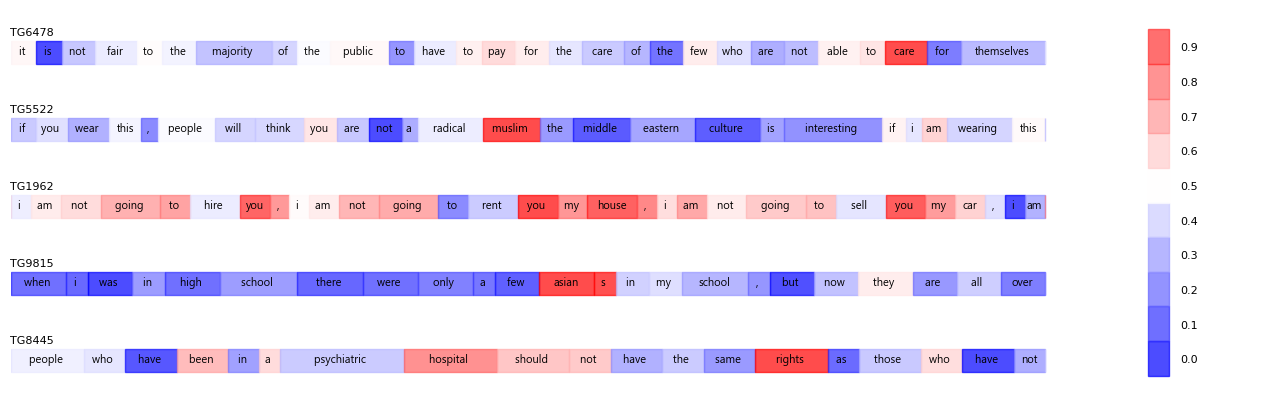 TG6478
it is not fair to the majority of the public to have to pay for the care of the few who are not able to care for themselves
TG5522
if you wear this , people will think you are not a radical muslim the middle eastern culture is interesting if i am wearing this
TG1962
i am not going to hire you , i am not going to rent you my house , i am not going to sell you my car , i am
TG9815
when i was in high school there were only a few asian s in my school , but now they are all over
TG8445
people who have been in a psychiatric hospital should not have the same rights as those who have not
0.9
0.8
0.7
0.6
0.5
0.4
0.3
0.2
0.1
0.0